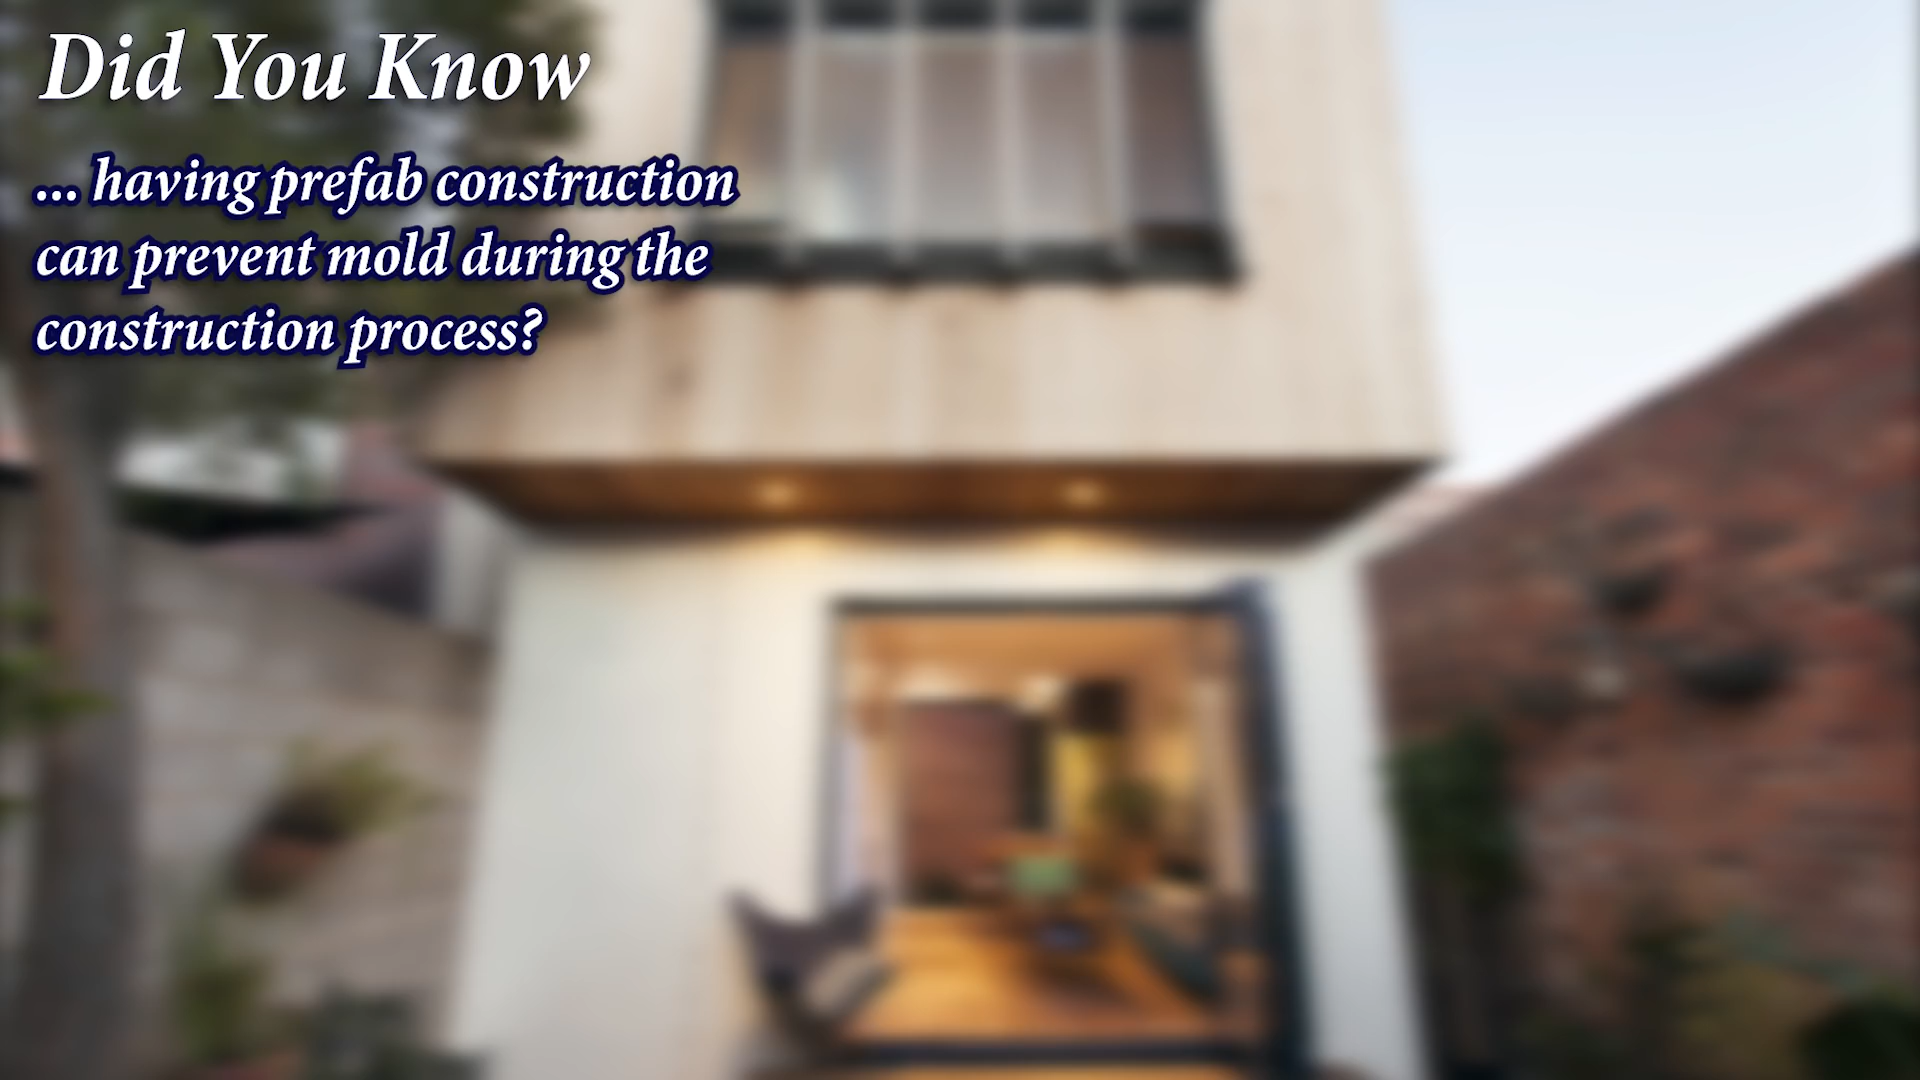 Did You Know
... having prefab construction
can prevent mold during the
construction process?